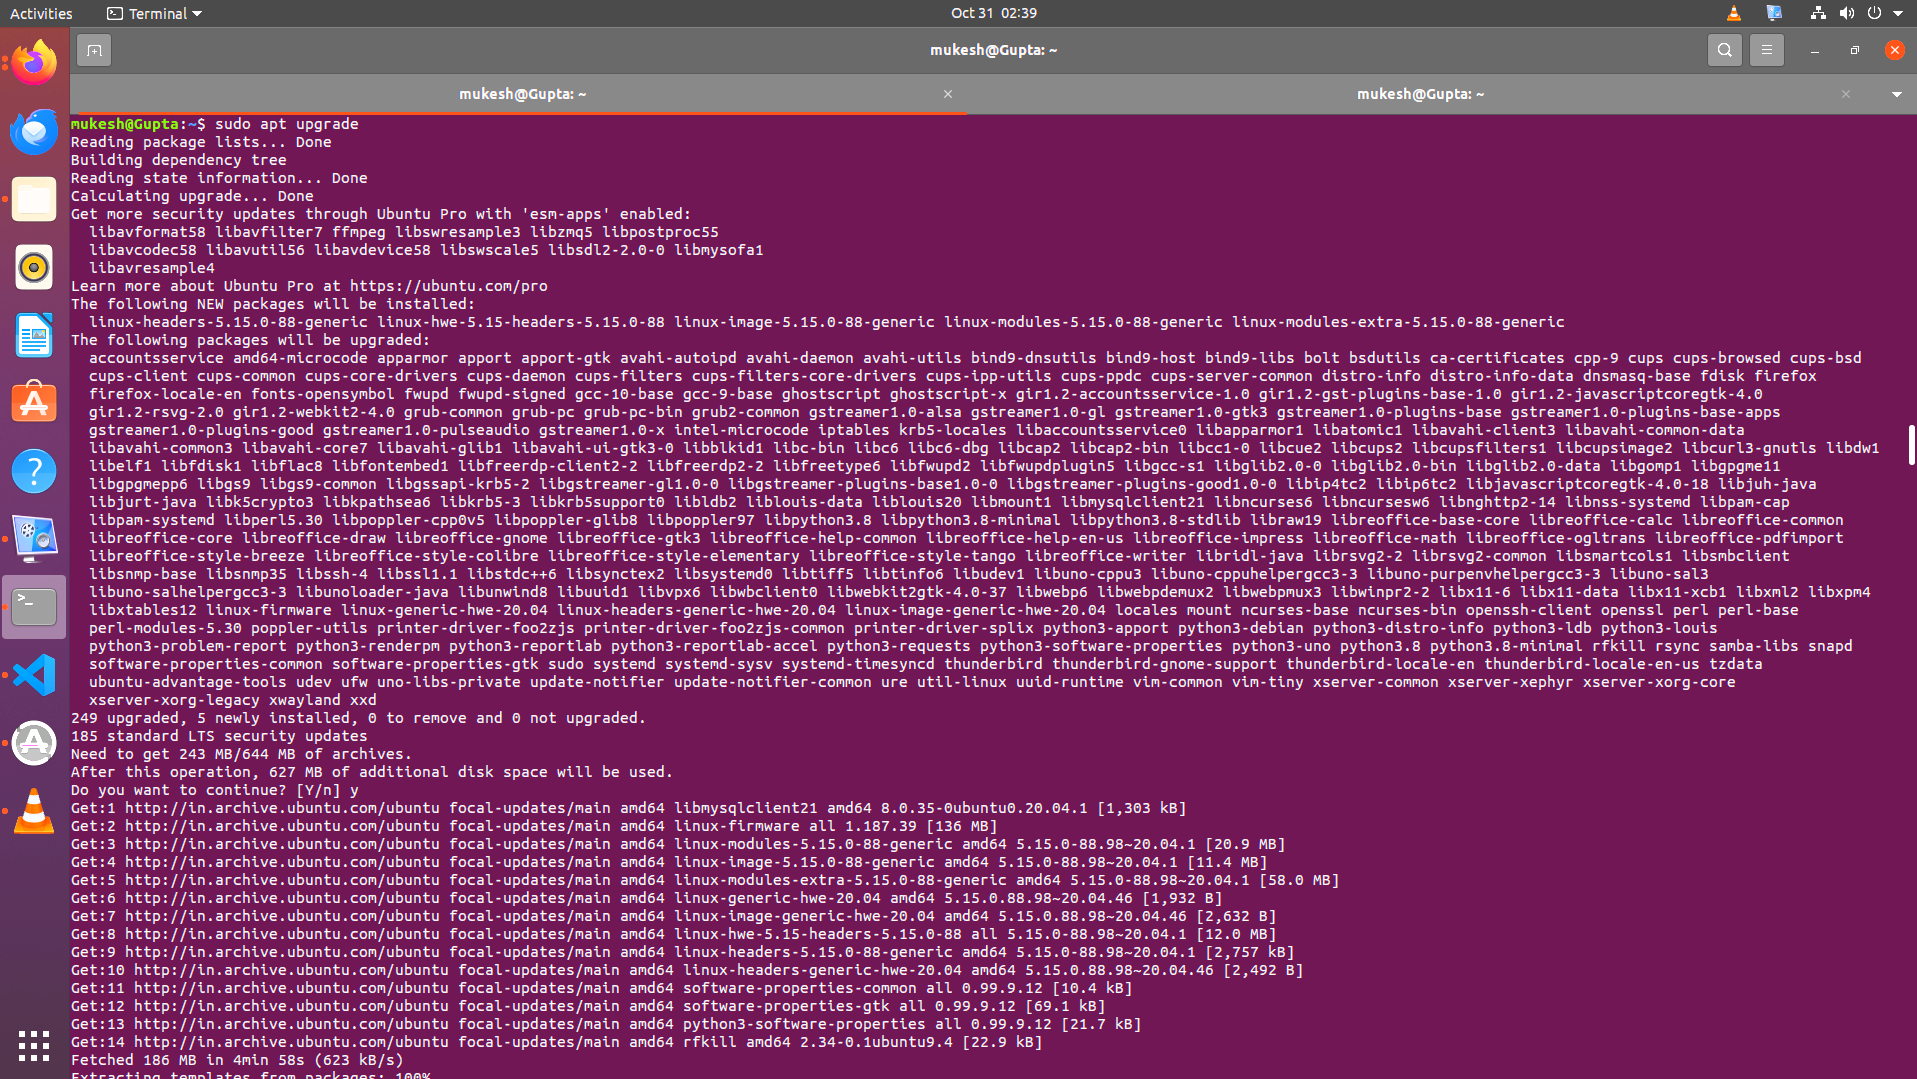 Activities
Terminal
Oct 31 02:39
mukesh@Gupta: ~
mukesh@Gupta: ~
mukesh@Gupta: ~
mukesh@Gupta:~$ sudo apt upgrade
Reading package lists... Done
Building dependency tree
Reading state information... Done
Calculating upgrade... Done
Get more security updates through Ubuntu Pro with 'esm-apps' enabled:
libavformat58 libavfilter7 ffmpeg libswresample3 libzmq5 libpostproc55
libavcodec58 libavutil56 libavdevice58 libswscale5 libsdl2-2.0-0 libmysofa1
libavresample4
Learn more about Ubuntu Pro at https://ubuntu.com/pro
The following NEW packages will be installed:
linux-headers-5.15.0-88-generic linux-hwe-5.15-headers-5.15.0-88 linux-image-5.15.0-88-generic linux-modules-5.15.0-88-generic linux-modules-extra-5.15.0-88-generic
The following packages will be upgraded:
accountsservice amd64-microcode apparmor apport apport-gtk avahi-autoipd avahi-daemon avahi-utils bind9-dnsutils bind9-host bind9-libs bolt bsdutils ca-certificates cpp-9 cups cups-browsed cups-bsd
cups-client cups-common cups-core-drivers cups-daemon cups-filters cups-filters-core-drivers cups-ipp-utils cups-ppdc cups-server-common distro-info distro-info-data dnsmasq-base fdisk firefox
firefox-locale-en fonts-opensymbol fwupd fwupd-signed gcc-10-base gcc-9-base ghostscript ghostscript-x gir1.2-accountsservice-1.0 gir1.2-gst-plugins-base-1.0 gir1.2-javascriptcoregtk-4.0
gir1.2-rsvg-2.0 gir1.2-webkit2-4.0 grub-common grub-pc grub-pc-bin grub2-common gstreamer1.0-alsa gstreamer1.0-gl gstreamer1.0-gtk3 gstreamer1.0-plugins-base gstreamer1.0-plugins-base-apps
gstreamer1.0-plugins-good gstreamer1.0-pulseaudio gstreamer1.0-x intel-microcode iptables krb5-locales libaccountsservice0 libapparmor1 libatomic1 libavahi-client3 libavahi-common-data
libavahi-common3 libavahi-core7 libavahi-glib1 libavahi-ui-gtk3-0 libblkid1 libc-bin libc6 libc6-dbg libcap2 libcap2-bin libcc1-0 libcue2 libcups2 libcupsfilters1 libcupsimage2 libcurl3-gnutls libdw1
libelf1 libfdisk1 libflac8 libfontembed1 libfreerdp-client2-2 libfreerdp2-2 libfreetype6 libfwupd2 libfwupdplugin5 libgcc-s1 libglib2.0-0 libglib2.0-bin libglib2.0-data libgomp1 libgpgme11
libgpgmepp6 libgs9 libgs9-common libgssapi-krb5-2 libgstreamer-gl1.0-0 libgstreamer-plugins-base1.0-0 libgstreamer-plugins-good1.0-0 libip4tc2 libip6tc2 libjavascriptcoregtk-4.0-18 libjuh-java
libjurt-java libk5crypto3 libkpathsea6 libkrb5-3 libkrb5support0 libldb2 liblouis-data liblouis20 libmount1 libmysqlclient21 libncurses6 libncursesw6 libnghttp2-14 libnss-systemd libpam-cap
libpam-systemd libperl5.30 libpoppler-cpp0v5 libpoppler-glib8 libpoppler97 libpython3.8 libpython3.8-minimal libpython3.8-stdlib libraw19 libreoffice-base-core libreoffice-calc libreoffice-common
libreoffice-core libreoffice-draw libreoffice-gnome libreoffice-gtk3 libreoffice-help-common libreoffice-help-en-us libreoffice-impress libreoffice-math libreoffice-ogltrans libreoffice-pdfimport
libreoffice-style-breeze libreoffice-style-colibre libreoffice-style-elementary libreoffice-style-tango libreoffice-writer libridl-java librsvg2-2 librsvg2-common libsmartcols1 libsmbclient
libsnmp-base libsnmp35 libssh-4 libssl1.1 libstdc++6 libsynctex2 libsystemd0 libtiff5 libtinfo6 libudev1 libuno-cppu3 libuno-cppuhelpergcc3-3 libuno-purpenvhelpergcc3-3 libuno-sal3
libuno-salhelpergcc3-3 libunoloader-java libunwind8 libuuid1 libvpx6 libwbclient0 libwebkit2gtk-4.0-37 libwebp6 libwebpdemux2 libwebpmux3 libwinpr2-2 libx11-6 libx11-data libx11-xcb1 libxml2 libxpm4
libxtables12 linux-firmware linux-generic-hwe-20.04 linux-headers-generic-hwe-20.04 linux-image-generic-hwe-20.04 locales mount ncurses-base ncurses-bin openssh-client openssl perl perl-base
perl-modules-5.30 poppler-utils printer-driver-foo2zjs printer-driver-foo2zjs-common printer-driver-splix python3-apport python3-debian python3-distro-info python3-ldb python3-louis
python3-problem-report python3-renderpm python3-reportlab python3-reportlab-accel python3-requests python3-software-properties python3-uno python3.8 python3.8-minimal rfkill rsync samba-libs snapd
software-properties-common software-properties-gtk sudo systemd systemd-sysv systemd-timesyncd thunderbird thunderbird-gnome-support thunderbird-locale-en thunderbird-locale-en-us tzdata
ubuntu-advantage-tools udev ufw uno-libs-private update-notifier update-notifier-common ure util-linux uuid-runtime vim-common vim-tiny xserver-common xserver-xephyr xserver-xorg-core
xserver-xorg-legacy xwayland xxd
249 upgraded, 5 newly installed, 0 to remove and 0 not upgraded.
185 standard LTS security updates
Need to get 243 MB/644 MB of archives.
After this operation, 627 MB of additional disk space will be used.
Do you want to continue? [Y/n] y
Get:1 http://in.archive.ubuntu.com/ubuntu focal-updates/main amd64 libmysqlclient21 amd64 8.0.35-0ubuntu0.20.04.1 [1,303 kB]
Get:2 http://in.archive.ubuntu.com/ubuntu focal-updates/main amd64 linux-firmware all 1.187.39 [136 MB]
Get:3 http://in.archive.ubuntu.com/ubuntu focal-updates/main amd64 linux-modules-5.15.0-88-generic amd64 5.15.0-88.98~20.04.1 [20.9 MB]
Get:4 http://in.archive.ubuntu.com/ubuntu focal-updates/main amd64 linux-image-5.15.0-88-generic amd64 5.15.0-88.98~20.04.1 [11.4 MB]
Get:5 http://in.archive.ubuntu.com/ubuntu focal-updates/main amd64 linux-modules-extra-5.15.0-88-generic amd64 5.15.0-88.98~20.04.1 [58.0 MB]
Get:6 http://in.archive.ubuntu.com/ubuntu focal-updates/main amd64 linux-generic-hwe-20.04 amd64 5.15.0.88.98~20.04.46 [1,932 B]
Get:7 http://in.archive.ubuntu.com/ubuntu focal-updates/main amd64 linux-image-generic-hwe-20.04 amd64 5.15.0.88.98~20.04.46 [2,632 B]
Get:8 http://in.archive.ubuntu.com/ubuntu focal-updates/main amd64 linux-hwe-5.15-headers-5.15.0-88 all 5.15.0-88.98~20.04.1 [12.0 MB]
Get:9 http://in.archive.ubuntu.com/ubuntu focal-updates/main amd64 linux-headers-5.15.0-88-generic amd64 5.15.0-88.98~20.04.1 [2,757 kB]
Get:10 http://in.archive.ubuntu.com/ubuntu focal-updates/main amd64 linux-headers-generic-hwe-20.04 amd64 5.15.0.88.98~20.04.46 [2,492 B]
Get:11 http://in.archive.ubuntu.com/ubuntu focal-updates/main amd64 software-properties-common all 0.99.9.12 [10.4 kB]
Get:12 http://in.archive.ubuntu.com/ubuntu focal-updates/main amd64 software-properties-gtk all 0.99.9.12 [69.1 kB]
Get:13 http://in.archive.ubuntu.com/ubuntu focal-updates/main amd64 python3-software-properties all 0.99.9.12 [21.7 kB]
Get:14 http://in.archive.ubuntu.com/ubuntu focal-updates/main amd64 rfkill amd64 2.34-0.1ubuntu9.4 [22.9 kB]
Fetched 186 MB in 4min 58s (623 kB/s)
Extracting templates from packages: 100%